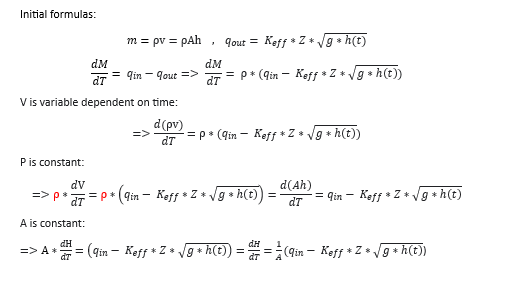 Initial formulas:
m = ρv = ρAh , q_out = K_eff * Z * √(g * h(t))
dM/dT = q_in − q_out => dM/dT = ρ * (q_in − K_eff * Z * √(g * h(t)))
V is variable dependent on time:
=> d(ρv)/dT = ρ * (q_in − K_eff * Z * √(g * h(t)))
P is constant:
=> ρ * dV/dT = ρ * (q_in − K_eff * Z * √(g * h(t))) = d(Ah)/dT = q_in − K_eff * Z * √(g * h(t))
A is constant:
=> A * dH/dT = (q_in − K_eff * Z * √(g * h(t))) = dH/dT = 1/A (q_in − K_eff * Z * √(g * h(t)))